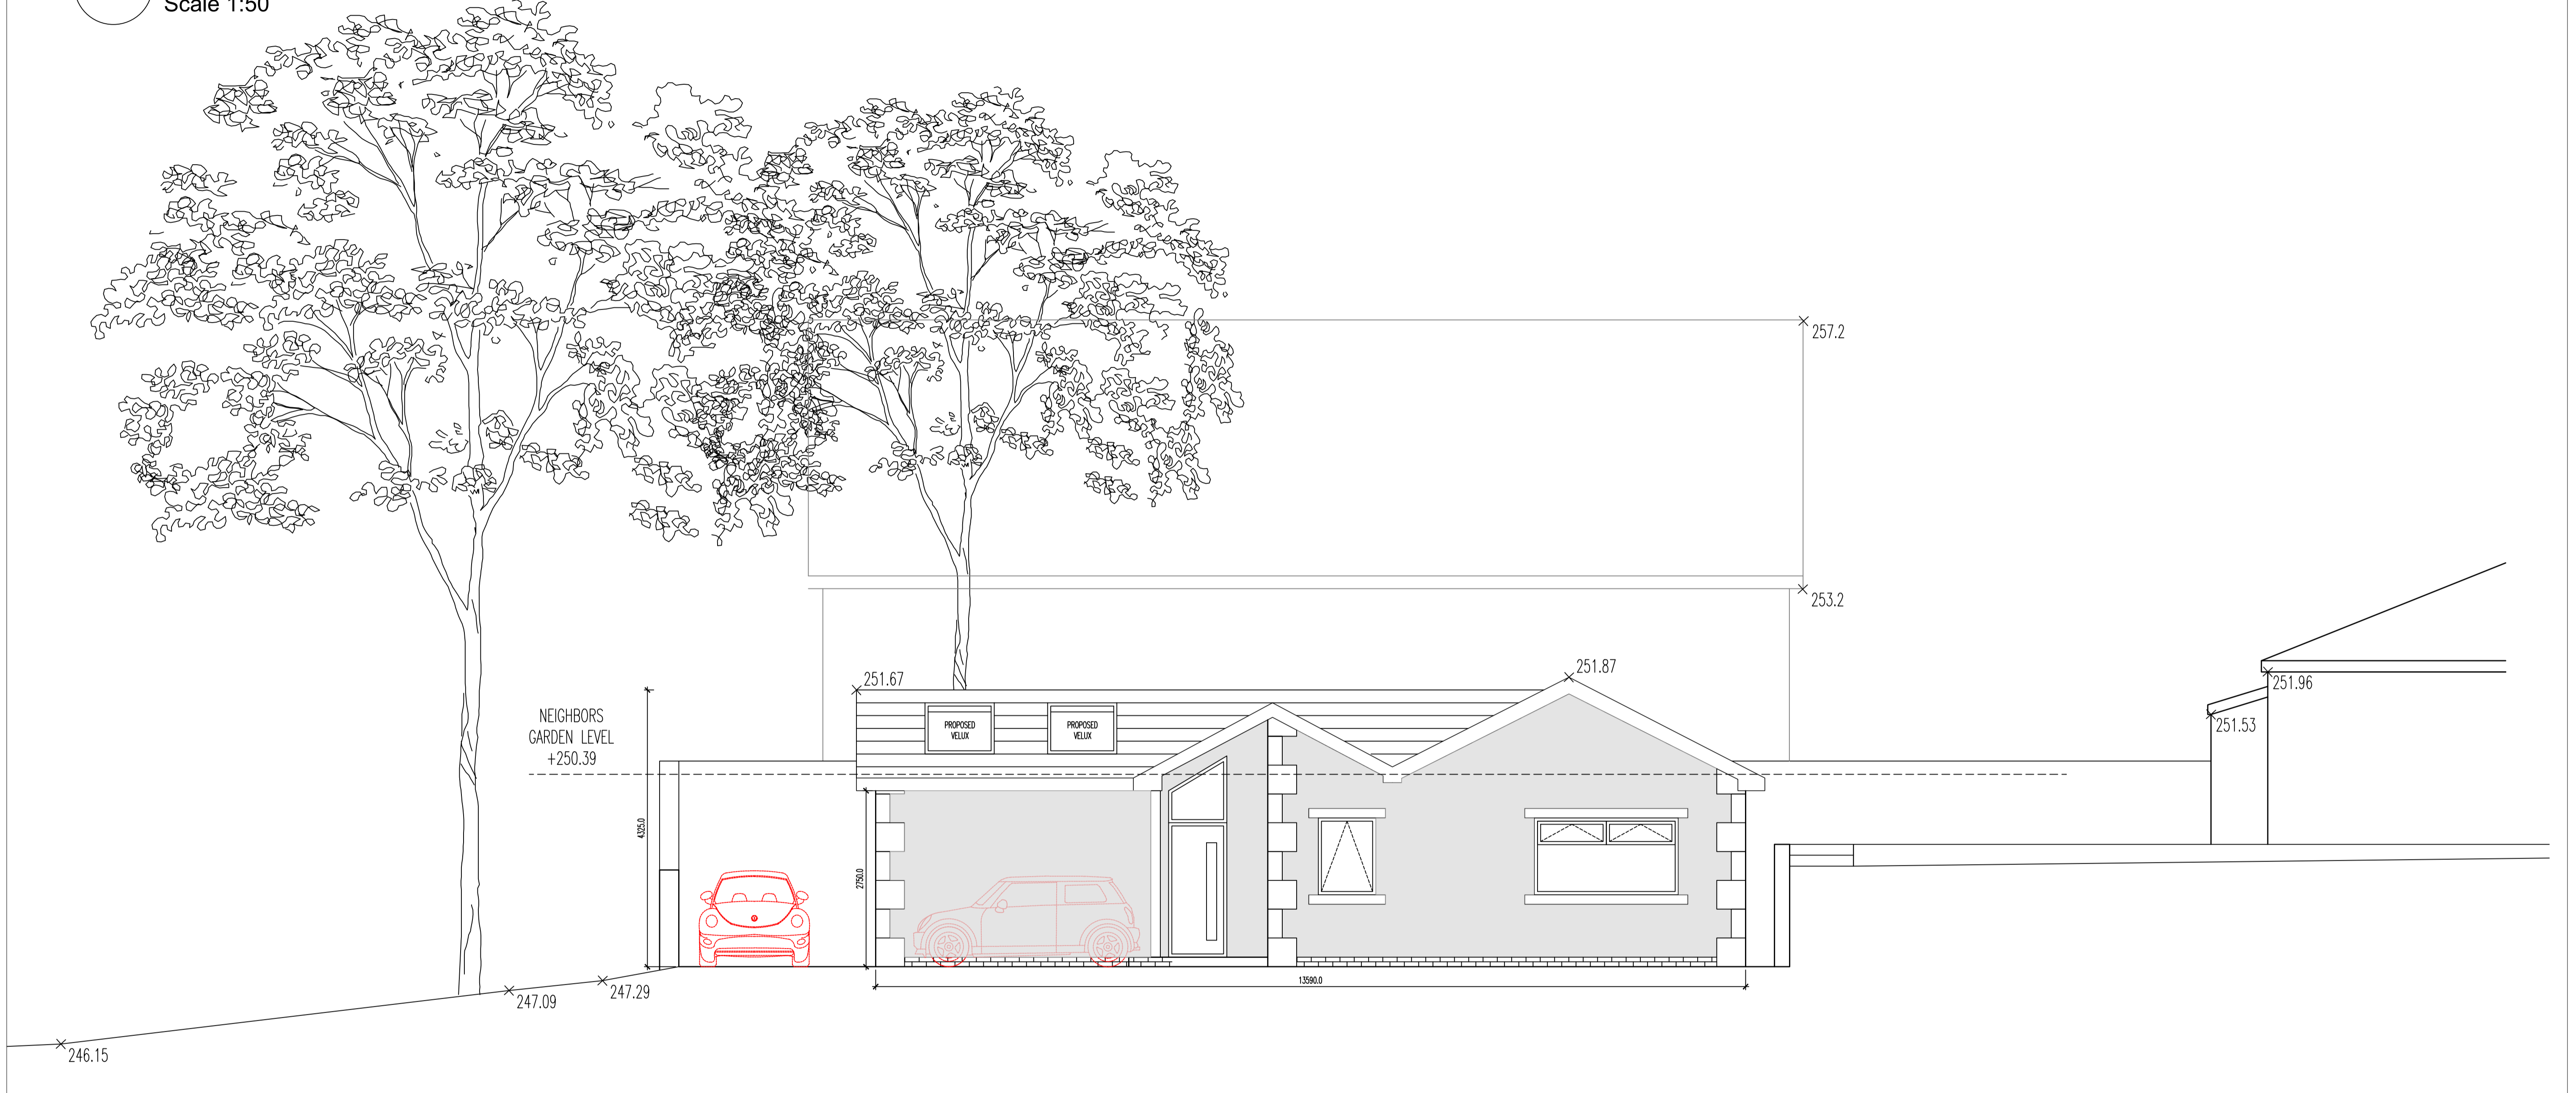 Scale 1:50
257.2
253.2
251.67
251.87
251.96
251.53
NEIGHBORS
GARDEN LEVEL
+250.39
PROPOSED
VELUX
PROPOSED
VELUX
4325.0
2750.0
13590.0
247.29
247.09
246.15